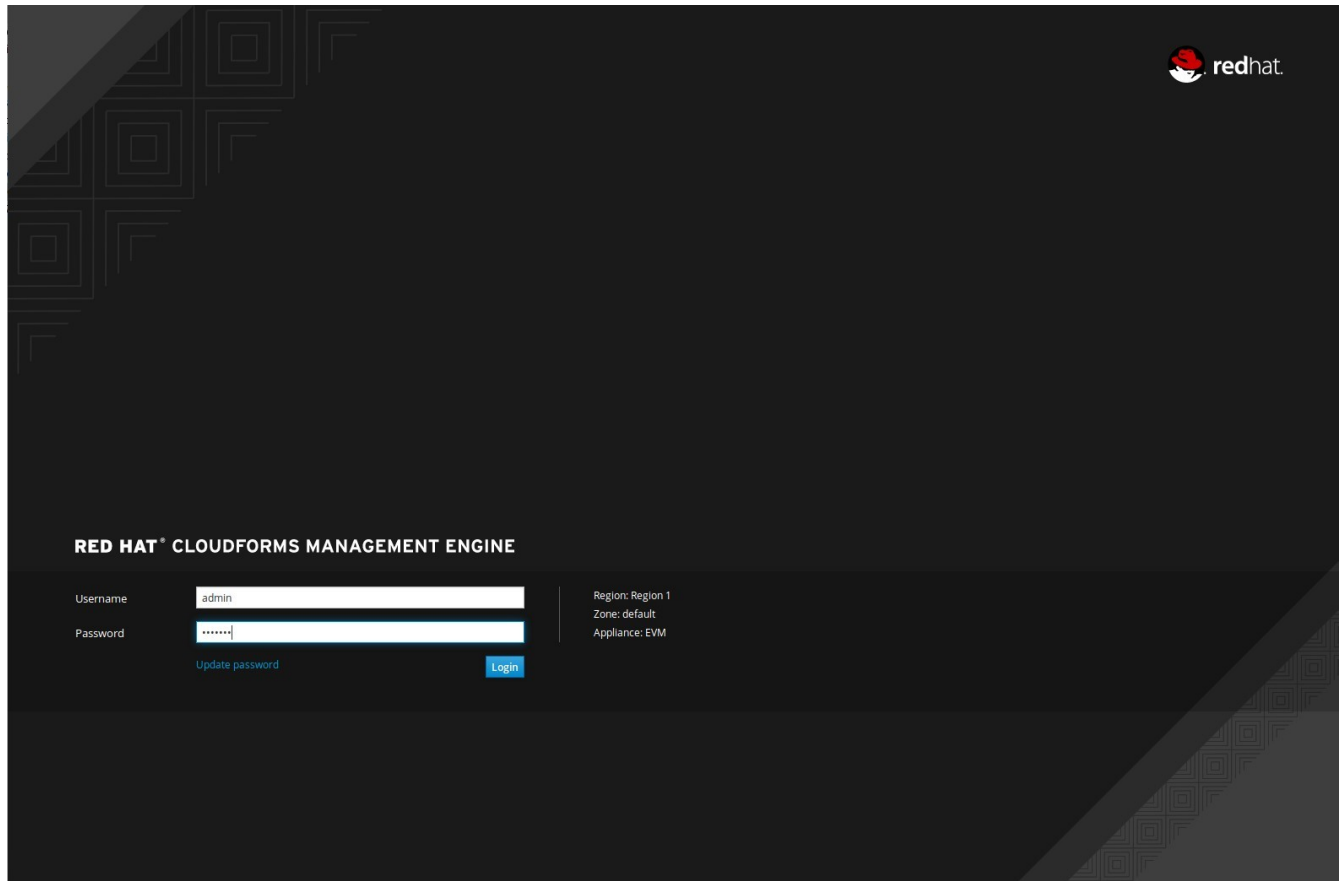 redhat.
RED HAT® CLOUDFORMS MANAGEMENT ENGINE
Username admin
Password •••••••
Update password Login
Region: Region 1
Zone: default
Appliance: EVM